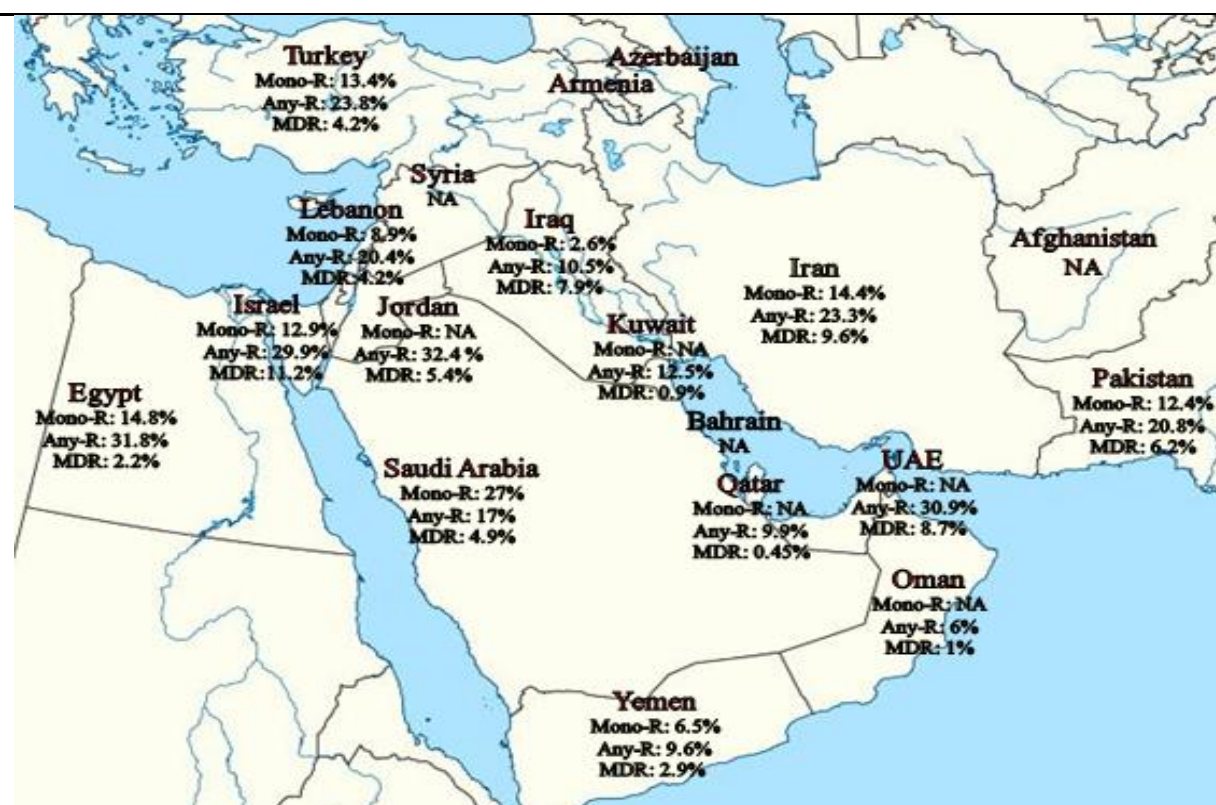 Turkey
Mono-R: 13.4%
Any-R: 23.8%
MDR: 4.2%
Azerbaijan
Armenia
Syria
NA
Lebanon
Mono-R: 8.9%
Any-R: 20.4%
MDR:4.2%
Iraq
Mono-R: 2.6%
Any-R: 10.5%
MDR: 7.9%
Iran
Mono-R: 14.4%
Any-R: 23.3%
MDR: 9.6%
Afghanistan
NA
Israel
Mono-R: 12.9%
Any-R: 29.9%
MDR:11.2%
Jordan
Mono-R: NA
Any-R: 32.4 %
MDR: 5.4%
Kuwait
Mono-R: NA
Any-R: 12.5%
MDR: 0.9%
Pakistan
Mono-R: 12.4%
Any-R: 20.8%
MDR: 6.2%
Egypt
Mono-R: 14.8%
Any-R: 31.8%
MDR: 2.2%
Saudi Arabia
Mono-R: 27%
Any-R: 17%
MDR: 4.9%
Bahrain
NA
Qatar
Mono-R: NA
Any-R: 9.9%
MDR: 0.45%
UAE
Mono-R: NA
Any-R: 30.9%
MDR: 8.7%
Oman
Mono-R: NA
Any-R: 6%
MDR: 1%
Yemen
Mono-R: 6.5%
Any-R: 9.6%
MDR: 2.9%